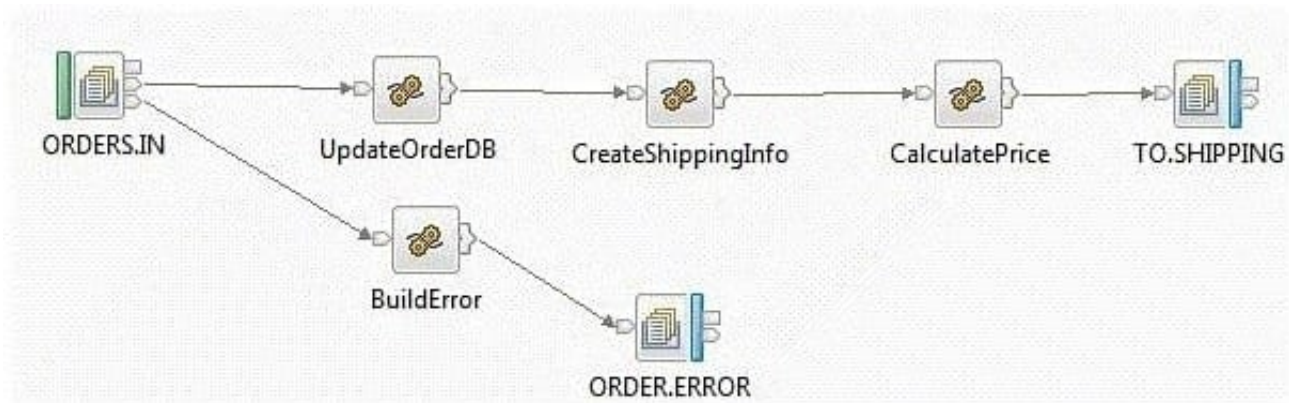 ORDERS.IN
UpdateOrderDB
CreateShippingInfo
CalculatePrice
TO.SHIPPING
BuildError
ORDER.ERROR